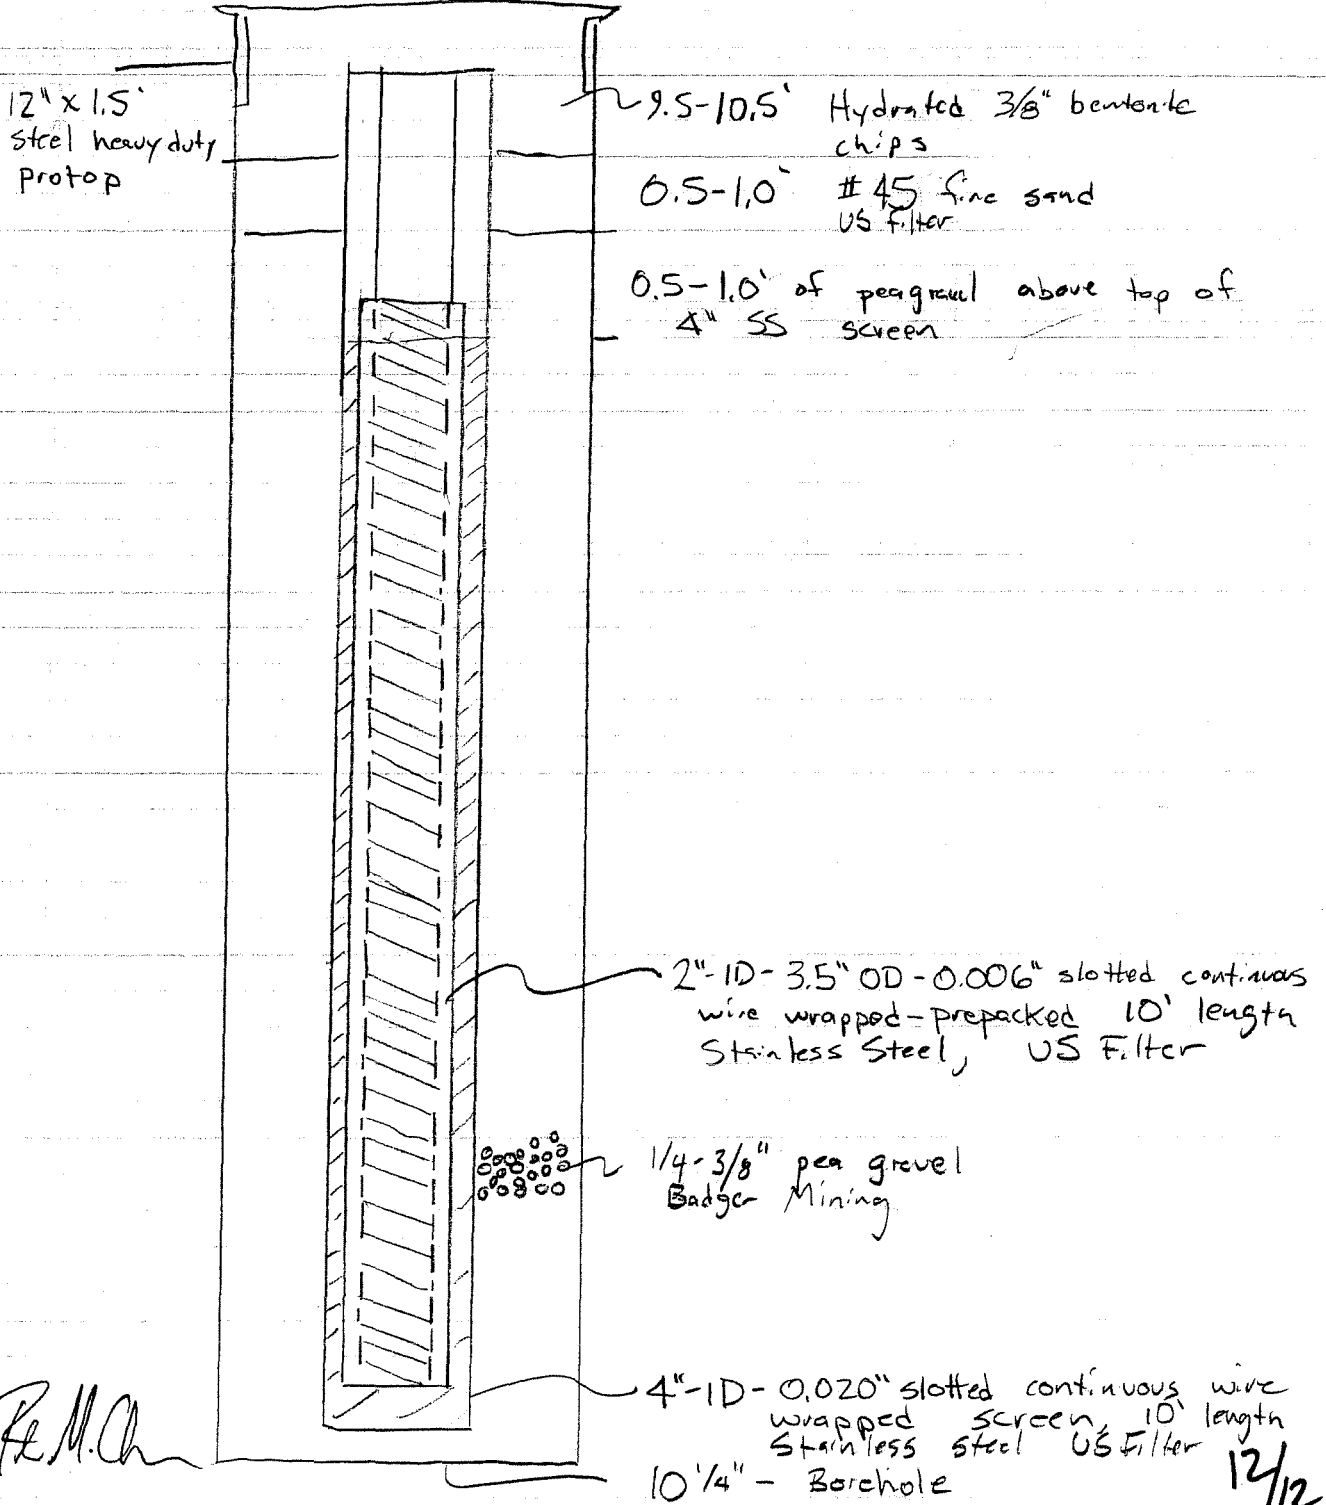 12" x 1.5'
steel heavy duty
protop
9.5-10.5' Hydrated 3/8" bentonite
chips
0.5-1.0' #45 fine sand
US Filter
0.5-1.0' of peagravel above top of
4" SS screen
2"-ID-3.5" OD-0.006" slotted continuous
wire wrapped-prepacked 10' length
Stainless Steel, US Filter
1/4-3/8" pea gravel
Badger Mining
4"-ID-0.020" slotted continuous wire
wrapped screen, 10' length
Stainless steel US Filter
10 1/4" - Borehole
12/12